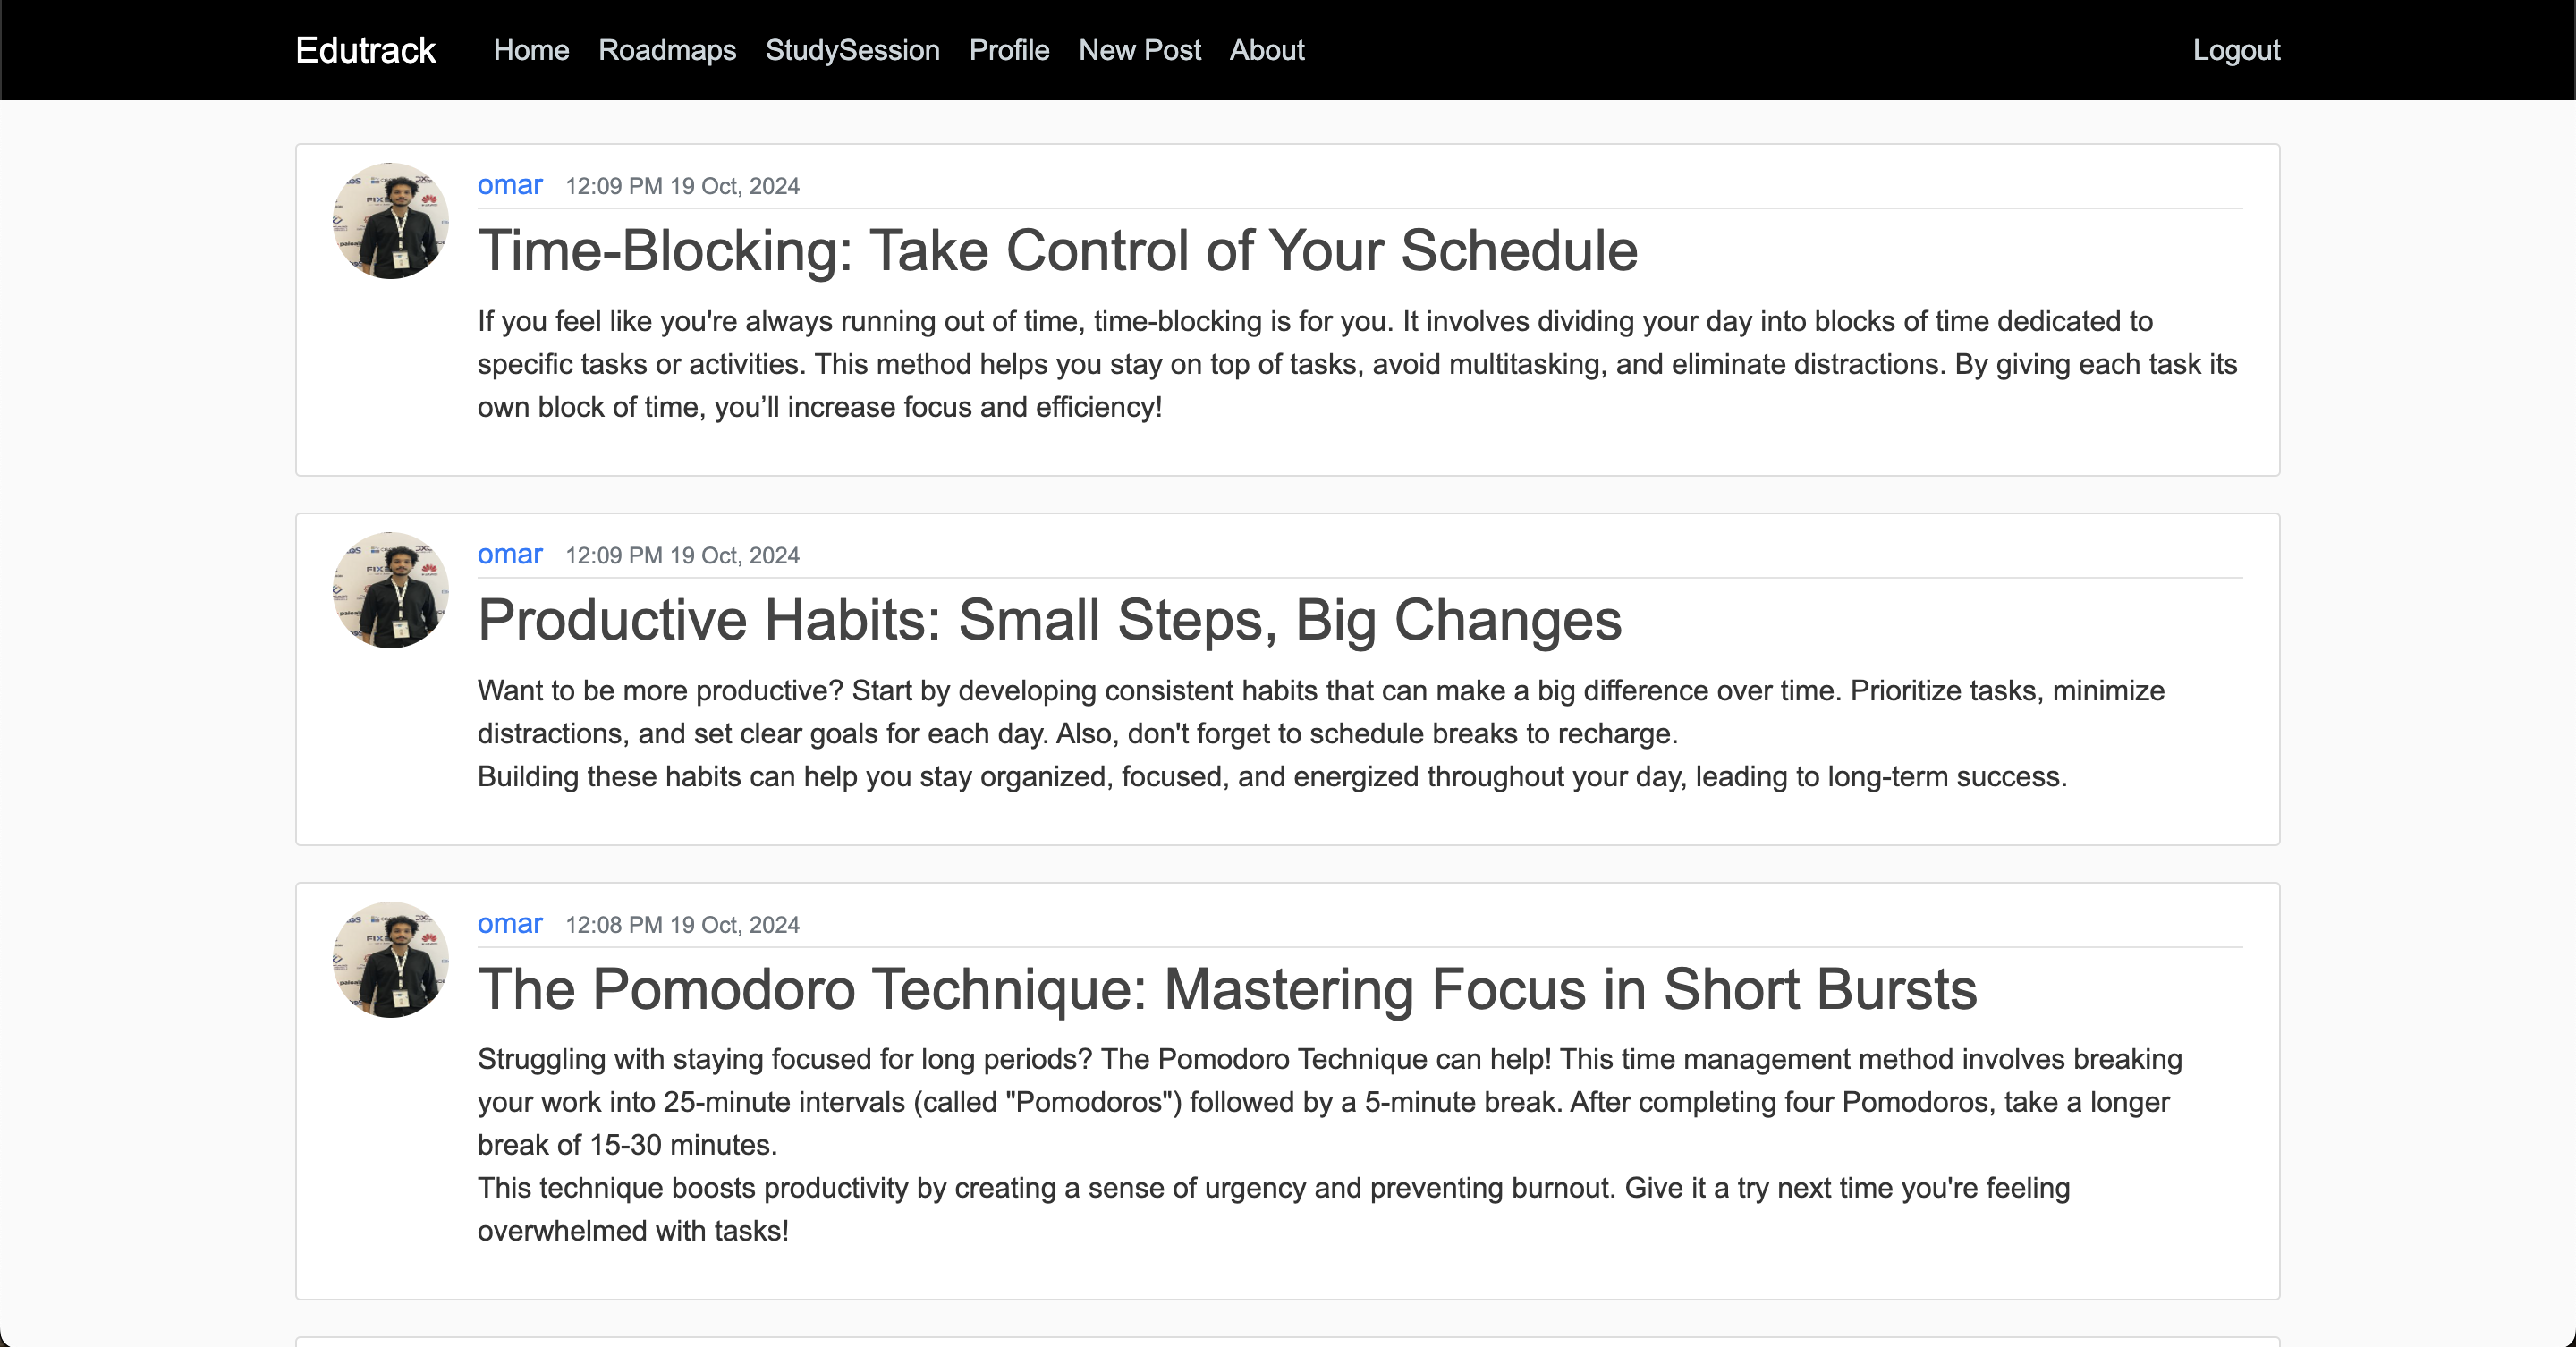 Edutrack Home Roadmaps StudySession Profile New Post About Logout
omar 12:09 PM 19 Oct, 2024
Time-Blocking: Take Control of Your Schedule
If you feel like you're always running out of time, time-blocking is for you. It involves dividing your day into blocks of time dedicated to
specific tasks or activities. This method helps you stay on top of tasks, avoid multitasking, and eliminate distractions. By giving each task its
own block of time, you’ll increase focus and efficiency!
omar 12:09 PM 19 Oct, 2024
Productive Habits: Small Steps, Big Changes
Want to be more productive? Start by developing consistent habits that can make a big difference over time. Prioritize tasks, minimize
distractions, and set clear goals for each day. Also, don't forget to schedule breaks to recharge.
Building these habits can help you stay organized, focused, and energized throughout your day, leading to long-term success.
omar 12:08 PM 19 Oct, 2024
The Pomodoro Technique: Mastering Focus in Short Bursts
Struggling with staying focused for long periods? The Pomodoro Technique can help! This time management method involves breaking
your work into 25-minute intervals (called "Pomodoros") followed by a 5-minute break. After completing four Pomodoros, take a longer
break of 15-30 minutes.
This technique boosts productivity by creating a sense of urgency and preventing burnout. Give it a try next time you're feeling
overwhelmed with tasks!